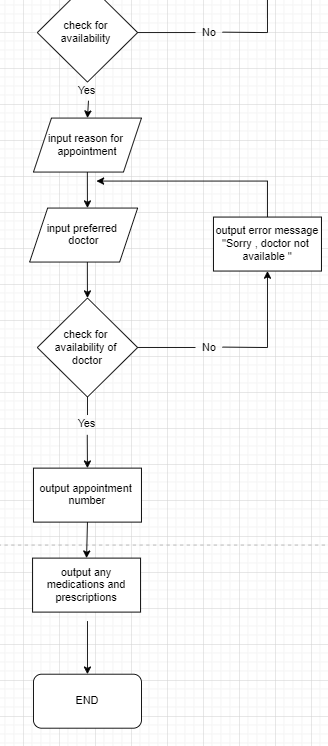 check for
availability
No
Yes
input reason for
appointment
input preferred
doctor
output error message
"Sorry , doctor not
available "
check for
availability of
doctor
No
Yes
output appointment
number
output any
medications and
prescriptions
END